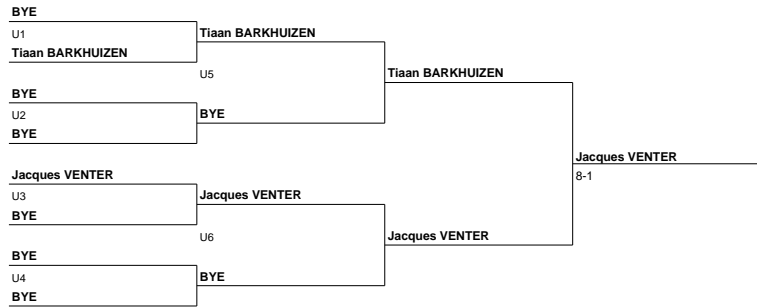 BYE
U1
Tiaan BARKHUIZEN
Tiaan BARKHUIZEN
U5
Tiaan BARKHUIZEN
BYE
U2
BYE
BYE
Jacques VENTER
8-1
Jacques VENTER
U3
Jacques VENTER
BYE
U6
Jacques VENTER
BYE
U4
BYE
BYE